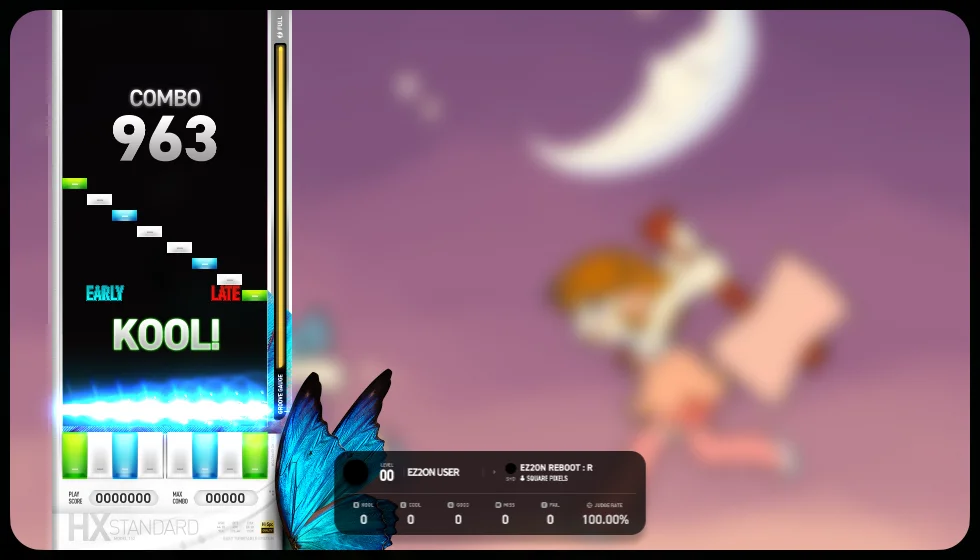 FULL
COMBO
963
EARLY
LATE
KOOL!
GROOVE GAUGE
LEVEL
00
EZ2ON USER
EZ2ON REBOOT : R
SQUARE PIXELS
KOOL
COOL
GOOD
MISS
FAIL
JUDGE RATE
0
0
0
0
0
100.00%
PLAY
SCORE
0000000
MAX
COMBO
00000
HX STANDARD